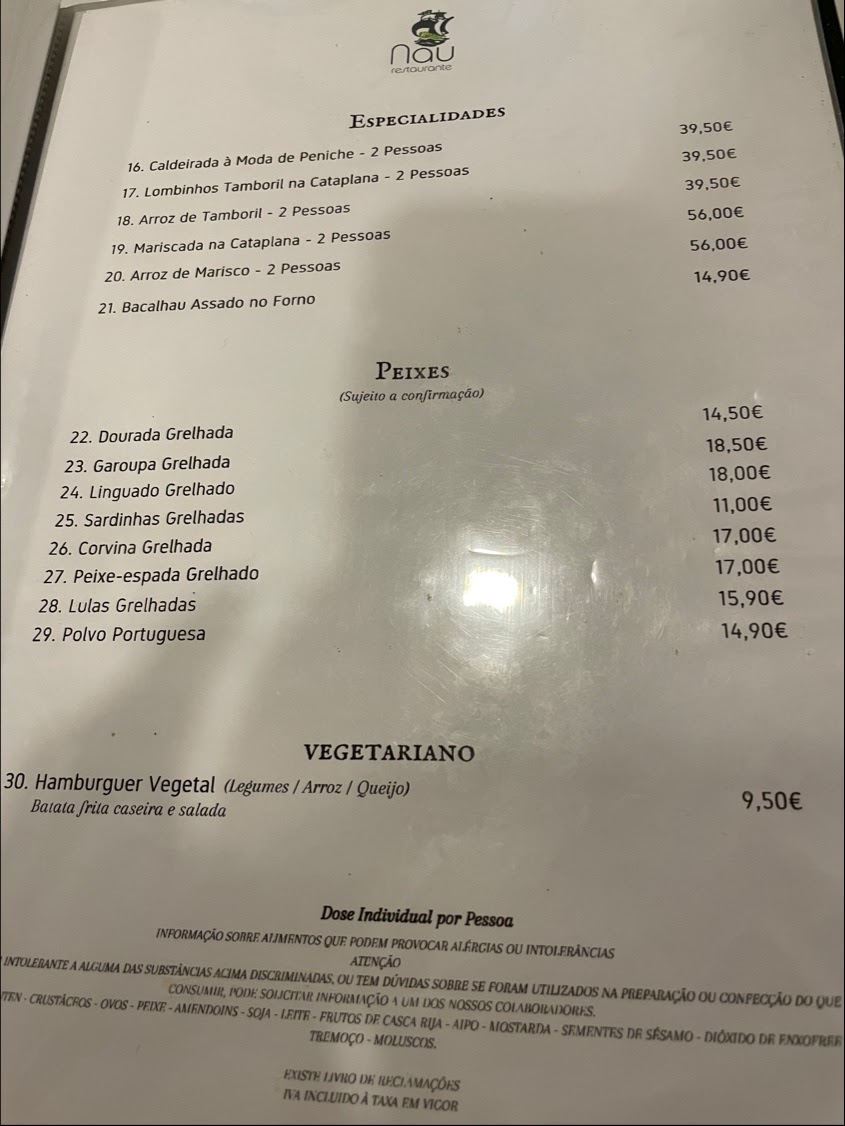 nau
restaurante
ESPECIALIDADES
16. Caldeirada à Moda de Peniche - 2 Pessoas 39,50€
17. Lombinhos Tamboril na Cataplana - 2 Pessoas 39,50€
18. Arroz de Tamboril - 2 Pessoas 39,50€
19. Mariscada na Cataplana - 2 Pessoas 56,00€
20. Arroz de Marisco - 2 Pessoas 56,00€
21. Bacalhau Assado no Forno 14,90€
PEIXES
(Sujeito a confirmação)
22. Dourada Grelhada 14,50€
23. Garoupa Grelhada 18,50€
24. Linguado Grelhado 18,00€
25. Sardinhas Grelhadas 11,00€
26. Corvina Grelhada 17,00€
27. Peixe-espada Grelhado 17,00€
28. Lulas Grelhadas 15,90€
29. Polvo Portuguesa 14,90€
VEGETARIANO
30. Hamburguer Vegetal (Legumes / Arroz / Queijo) 9,50€
Batata frita caseira e salada
Dose Individual por Pessoa
INFORMAÇÃO SOBRE ALIMENTOS QUE PODEM PROVOCAR ALÉRGIAS OU INTOLERÂNCIAS
ATENÇÃO
INTOLERANTE A ALGUMA DAS SUBSTÂNCIAS ACIMA DISCRIMINADAS, OU TEM DÚVIDAS SOBRE SE FORAM UTILIZADOS NA PREPARAÇÃO OU CONFECÇÃO DO QUE
CONSUMIR, PODE SOLICITAR INFORMAÇÃO A UM DOS NOSSOS COLABORADORES.
TEN - CRUSTÁCEOS - OVOS - PEIXE - AMENDOINS - SOJA - LEITE - FRUTOS DE CASCA RIJA - AIPO - MOSTARDA - SEMENTES DE SÉSAMO - DIÓXIDO DE ENXOFRE E
TREMOÇO - MOLUSCOS.
EXISTE LIVRO DE RECLAMAÇÕES
IVA INCLUIDO À TAXA EM VIGOR